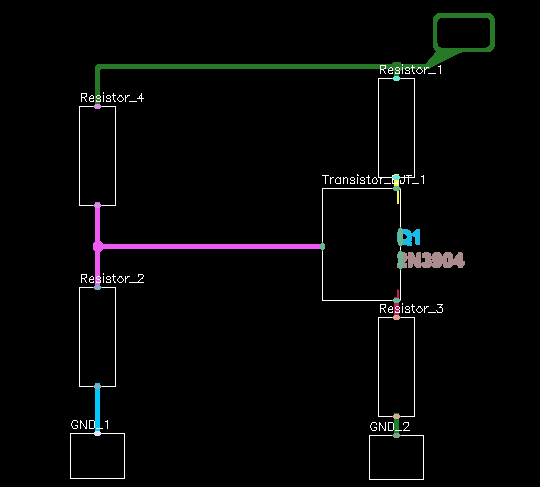 Resistor_1
Resistor_4
Transistor_BJT_1
Q1
2N3904
Resistor_2
Resistor_3
GND_1
GND_2